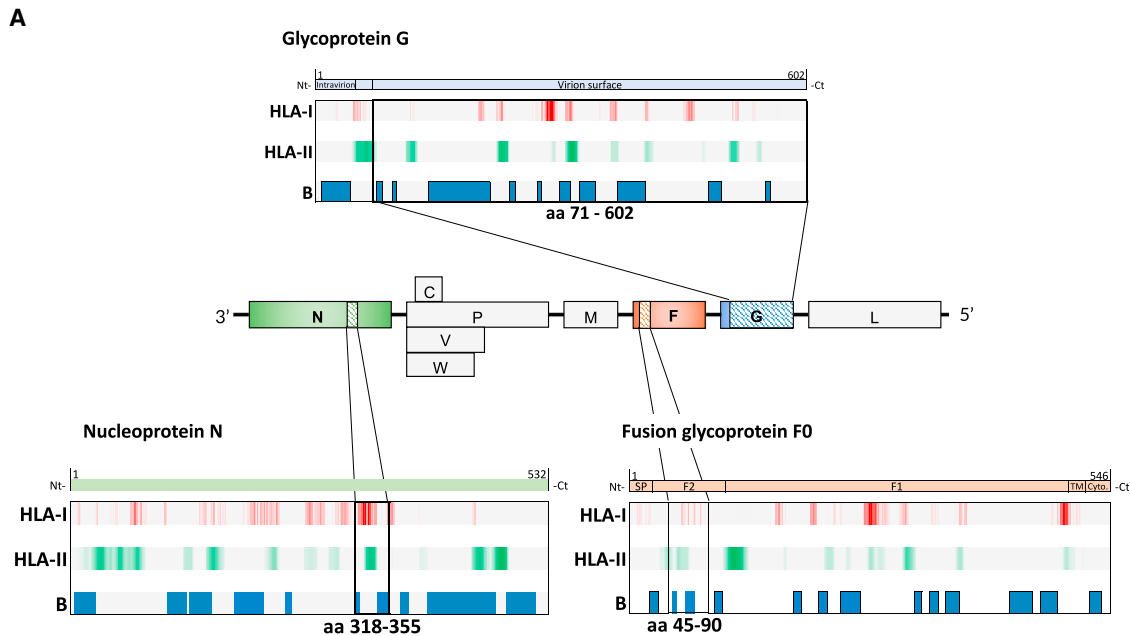 A
Glycoprotein G
1 602
Nt- Intravirion Virion surface -Ct
HLA-I
HLA-II
B
aa 71 - 602
3’ N C P V W M F G L 5’
Nucleoprotein N
1 532
Nt- -Ct
HLA-I
HLA-II
B
aa 318-355
Fusion glycoprotein F0
1 546
Nt- SP F2 F1 TM Cyto. -Ct
HLA-I
HLA-II
B
aa 45-90